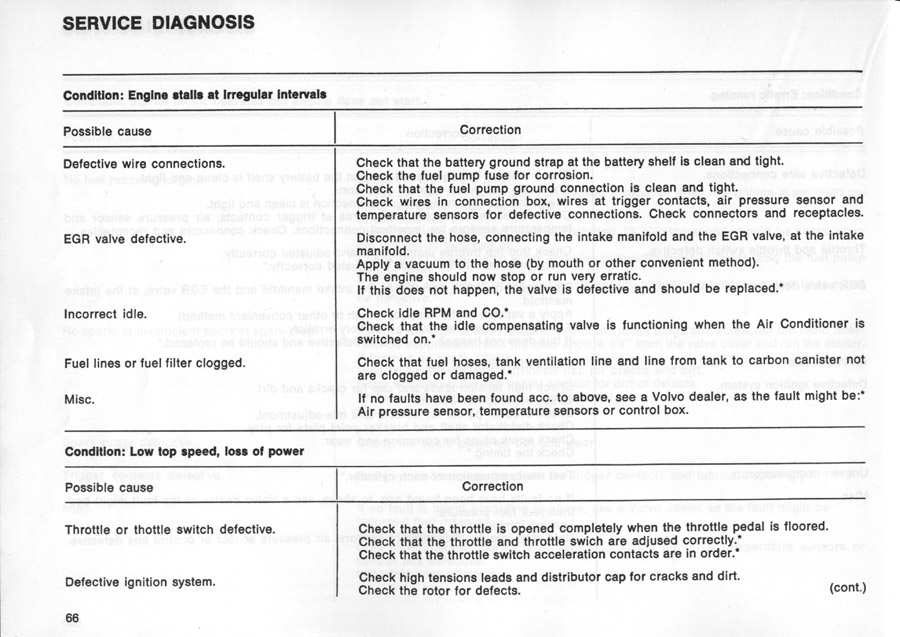 SERVICE DIAGNOSIS
Condition: Engine stalls at irregular intervals
Possible cause
Correction
Defective wire connections.
Check that the battery ground strap at the battery shelf is clean and tight.
Check the fuel pump fuse for corrosion.
Check that the fuel pump ground connection is clean and tight.
Check wires in connection box, wires at trigger contacts, air pressure sensor and
temperature sensors for defective connections. Check connectors and receptacles.
EGR valve defective.
Disconnect the hose, connecting the intake manifold and the EGR valve, at the intake
manifold.
Apply a vacuum to the hose (by mouth or other convenient method).
The engine should now stop or run very erratic.
If this does not happen, the valve is defective and should be replaced.*
Incorrect idle.
Check idle RPM and CO.*
Check that the idle compensating valve is functioning when the Air Conditioner is
switched on.*
Fuel lines or fuel filter clogged.
Check that fuel hoses, tank ventilation line and line from tank to carbon canister not
are clogged or damaged.*
Misc.
If no faults have been found acc. to above, see a Volvo dealer, as the fault might be:*
Air pressure sensor, temperature sensors or control box.
Condition: Low top speed, loss of power
Possible cause
Correction
Throttle or thottle switch defective.
Check that the throttle is opened completely when the throttle pedal is floored.
Check that the throttle and throttle swich are adjused correctly.*
Check that the throttle switch acceleration contacts are in order.*
Defective ignition system.
Check high tensions leads and distributor cap for cracks and dirt.
Check the rotor for defects.
(cont.)
66